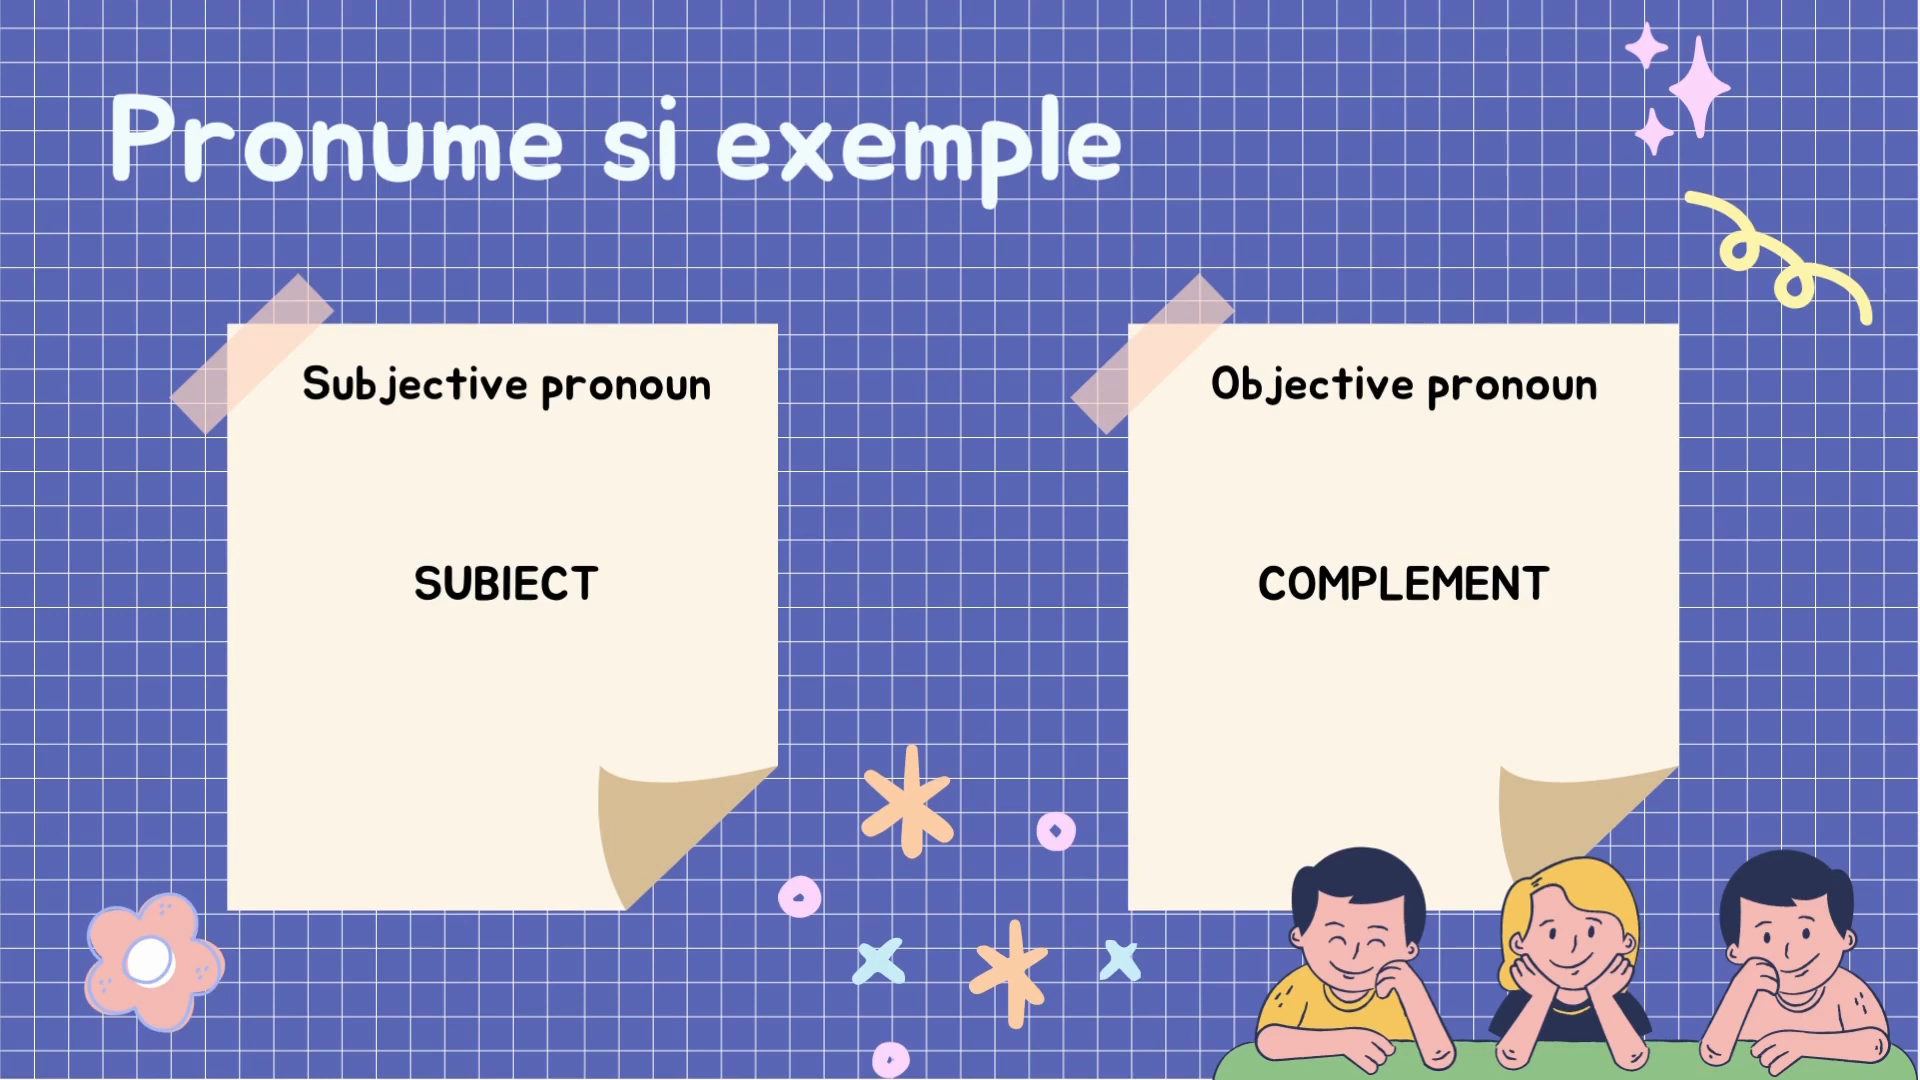 Pronume si exemple
Subjective pronoun
SUBIECT
Objective pronoun
COMPLEMENT